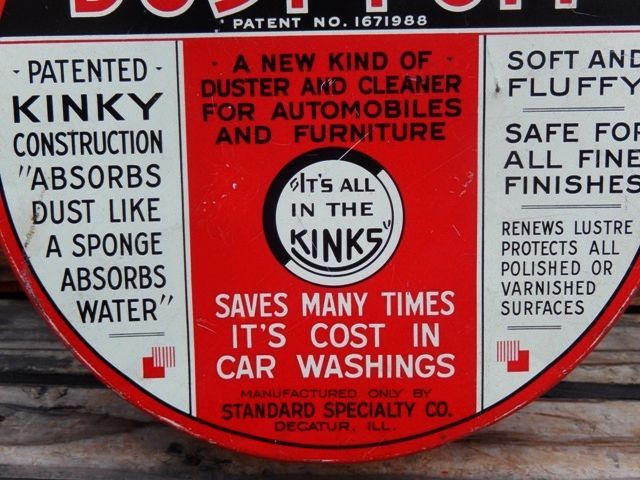 PATENT NO. 1671988
- PATENTED -
KINKY
CONSTRUCTION
"ABSORBS
DUST LIKE
A SPONGE
ABSORBS
WATER"
- A NEW KIND OF -
DUSTER AND CLEANER
FOR AUTOMOBILES
AND FURNITURE
"IT'S ALL
IN THE
KINKS"
SAVES MANY TIMES
IT'S COST IN
CAR WASHINGS
MANUFACTURED ONLY BY
STANDARD SPECIALTY CO.
DECATUR, ILL.
SOFT AND
FLUFFY
SAFE FOR
ALL FINE
FINISHES
RENEWS LUSTRE
PROTECTS ALL
POLISHED OR
VARNISHED
SURFACES